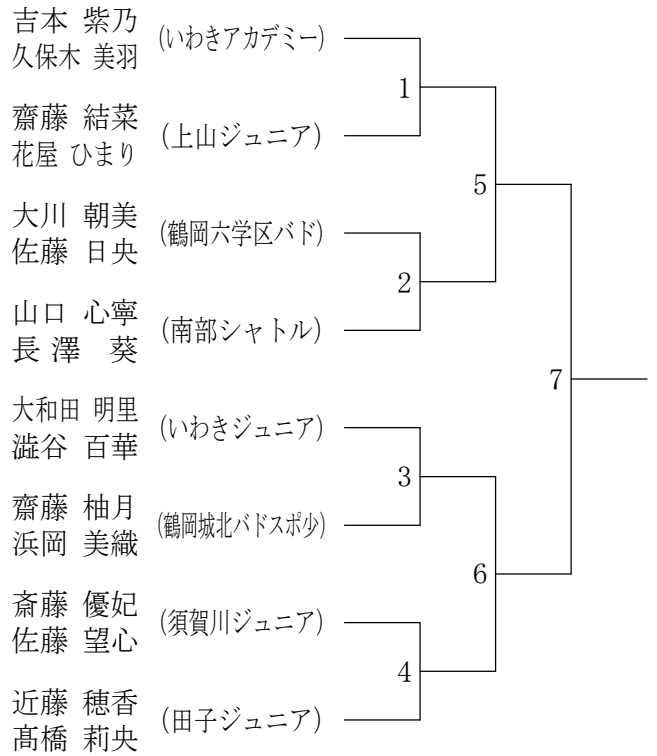 吉本 紫乃
久保木 美羽
(いわきアカデミー)
1
齋藤 結菜
花屋 ひまり
(上山ジュニア)
5
大川 朝美
佐藤 日央
(鶴岡六学区バド)
2
山口 心寧
長澤 葵
(南部シャトル)
7
大和田 明里
澁谷 百華
(いわきジュニア)
3
齋藤 柚月
浜岡 美織
(鶴岡城北バドスポ少)
6
斎藤 優妃
佐藤 望心
(須賀川ジュニア)
4
近藤 穂香
髙橋 莉央
(田子ジュニア)